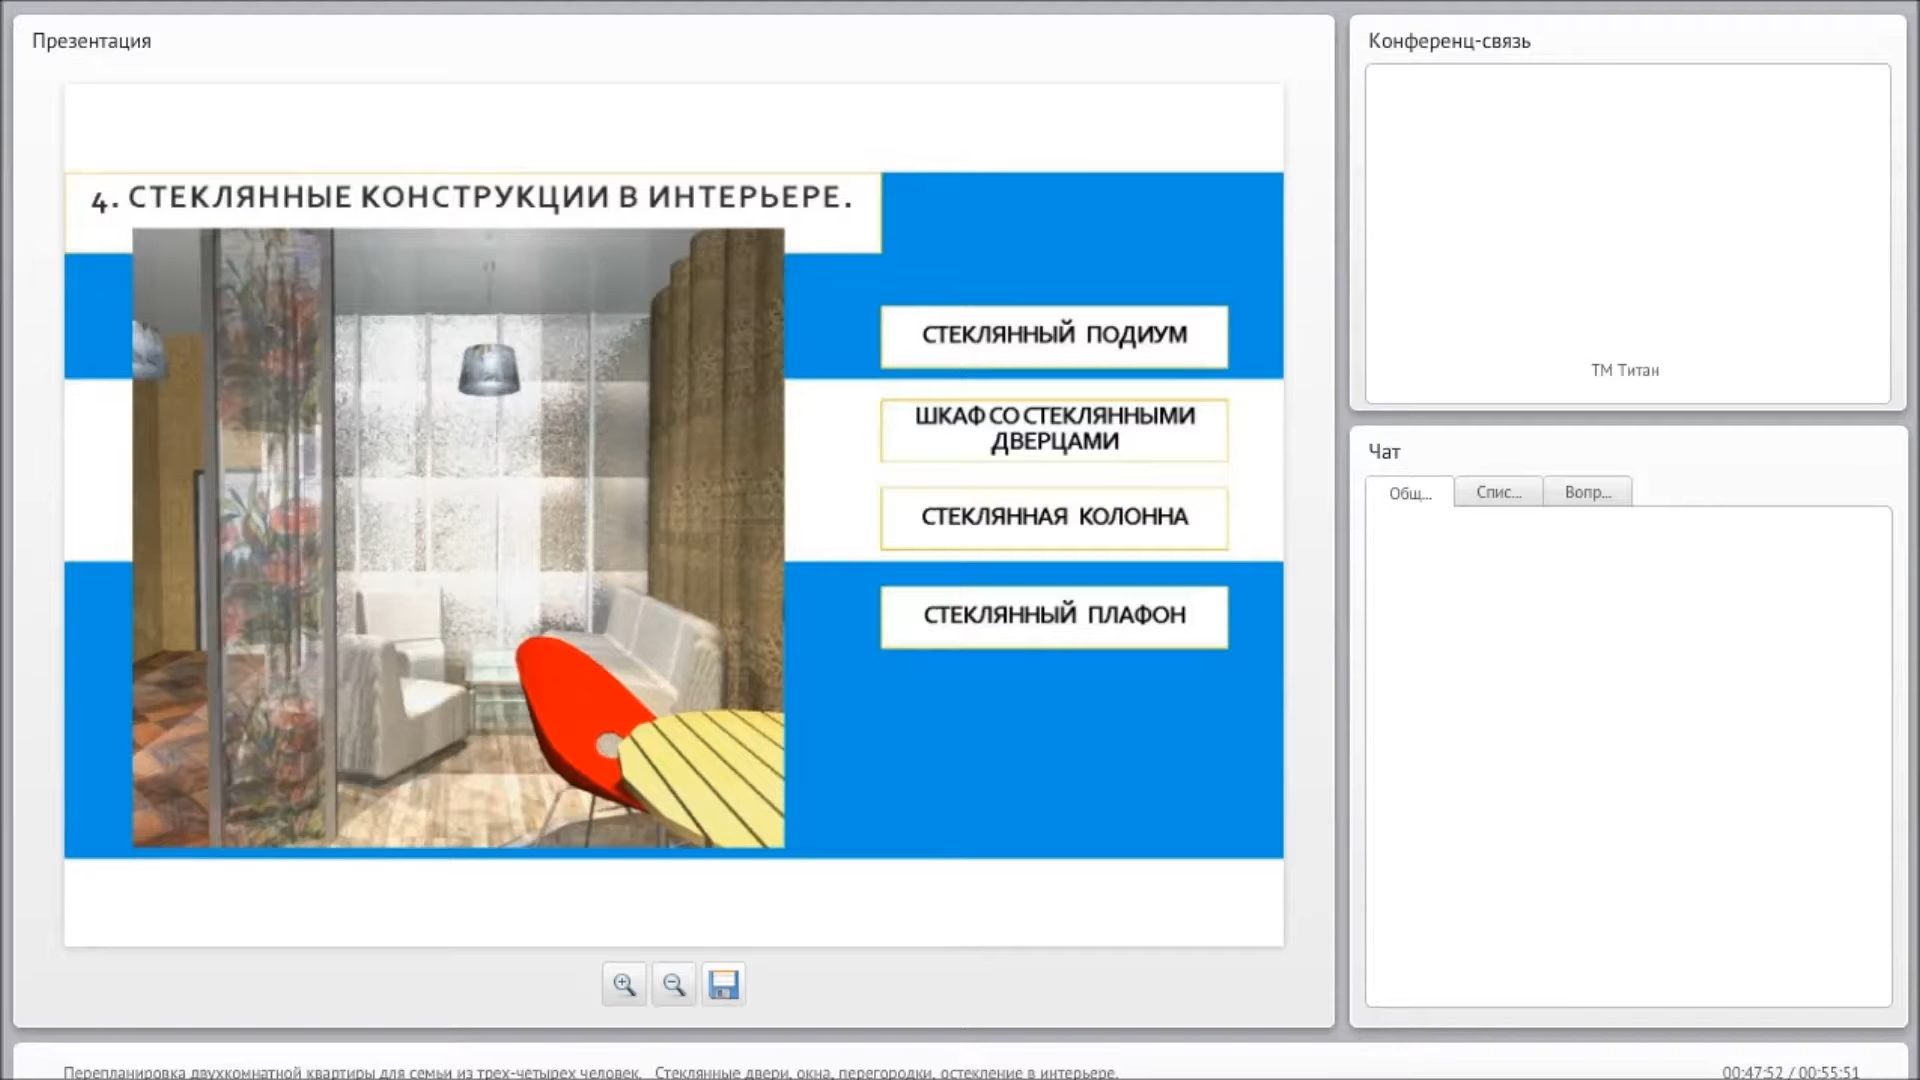 Презентация
4. СТЕКЛЯННЫЕ КОНСТРУКЦИИ В ИНТЕРЬЕРЕ.
СТЕКЛЯННЫЙ ПОДИУМ
ШКАФ СО СТЕКЛЯННЫМИ
ДВЕРЦАМИ
СТЕКЛЯННАЯ КОЛОННА
СТЕКЛЯННЫЙ ПЛАФОН
Конференц-связь
ТМ Титан
Чат
Общ...
Спис...
Вопр...
Перепланировка двухкомнатной квартиры для семьи из трех-четырех человек. Стеклянные двери, окна, перегородки, остекление в интерьере.
00:47:52 / 00:55:51